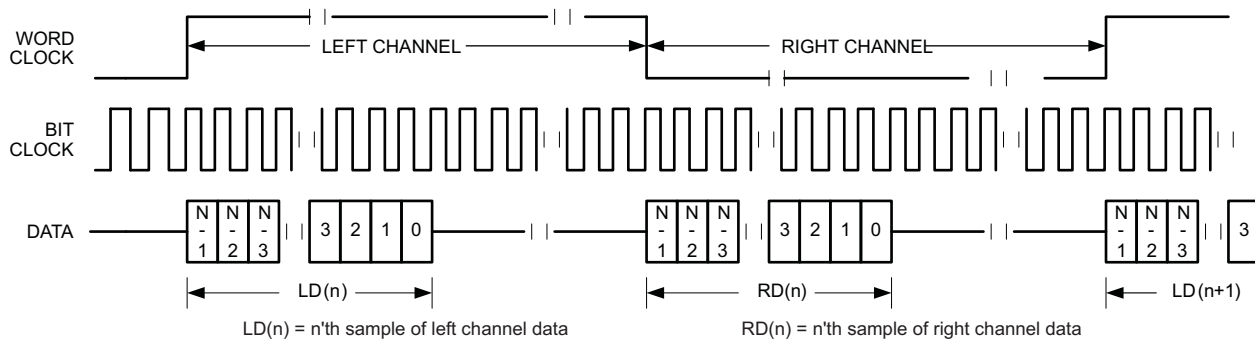 WORD
CLOCK
LEFT CHANNEL
RIGHT CHANNEL
BIT
CLOCK
DATA
N
-
1
N
-
2
N
-
3
3
2
1
0
N
-
1
N
-
2
N
-
3
3
2
1
0
N
-
1
N
-
2
N
-
3
3
LD(n)
RD(n)
LD(n+1)
LD(n) = n'th sample of left channel data
RD(n) = n'th sample of right channel data